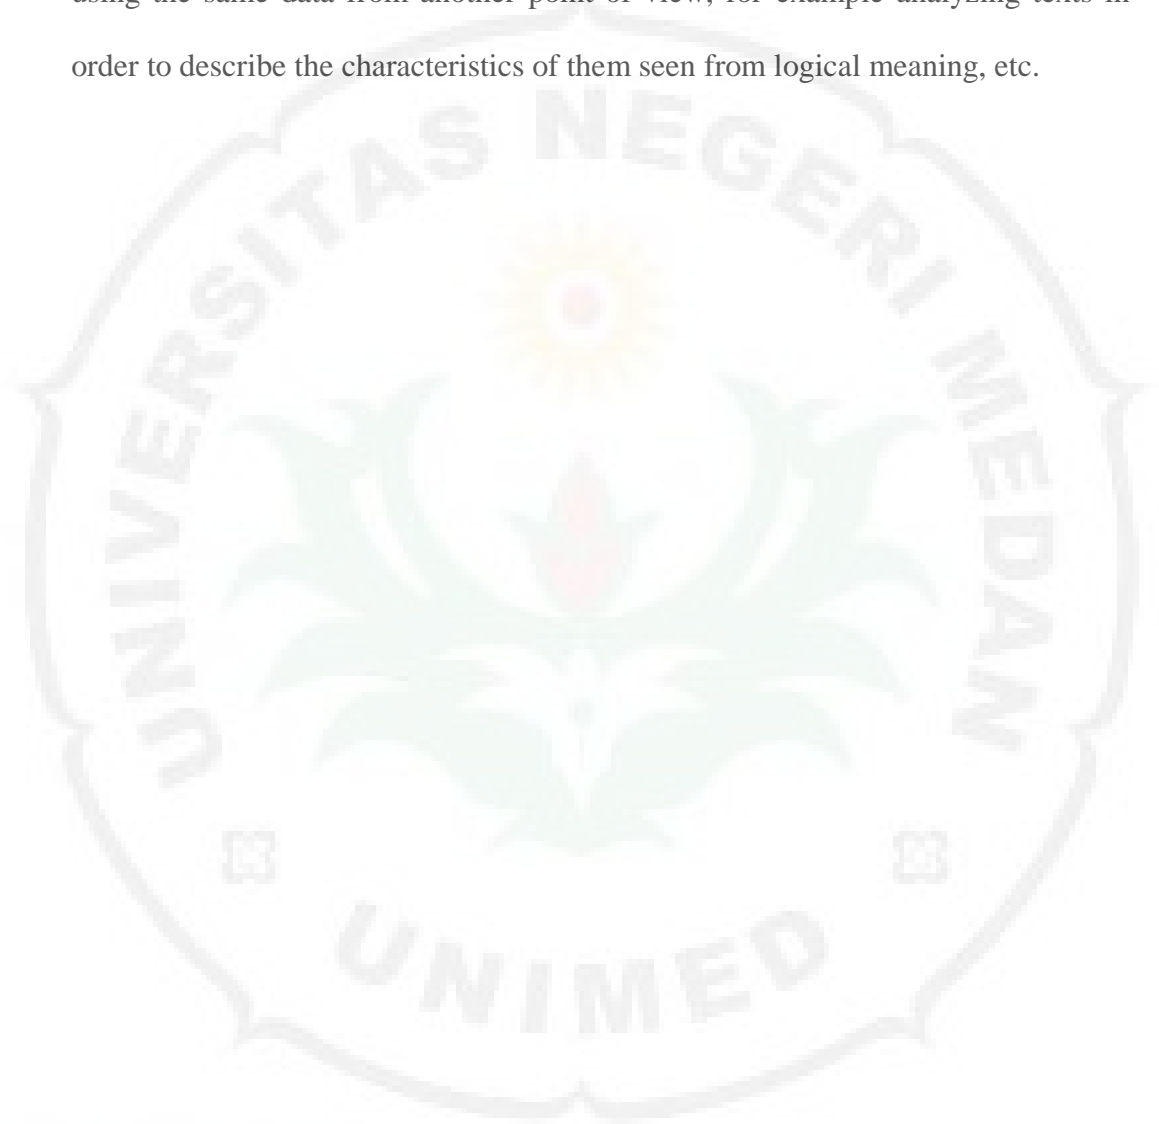 using the same data from another point of view, for example analyzing texts in
order to describe the characteristics of them seen from logical meaning, etc.
UNIVERSITAS NEGERI MEDAN
UNIMED